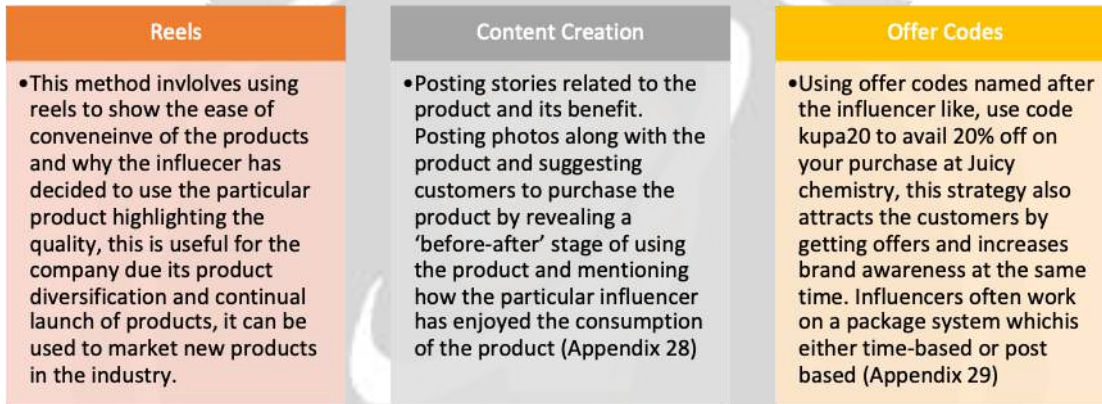 Reels
•This method invlolves using
reels to show the ease of
conveneinve of the products
and why the influecer has
decided to use the particular
product highlighting the
quality, this is useful for the
company due its product
diversification and continual
launch of products, it can be
used to market new products
in the industry.
Content Creation
•Posting stories related to the
product and its benefit.
Posting photos along with the
product and suggesting
customers to purchase the
product by revealing a
‘before-after’ stage of using
the product and mentioning
how the particular influencer
has enjoyed the consumption
of the product (Appendix 28)
Offer Codes
•Using offer codes named after
the influencer like, use code
kupa20 to avail 20% off on
your purchase at Juicy
chemistry, this strategy also
attracts the customers by
getting offers and increases
brand awareness at the same
time. Influencers often work
on a package system whichis
either time-based or post
based (Appendix 29)